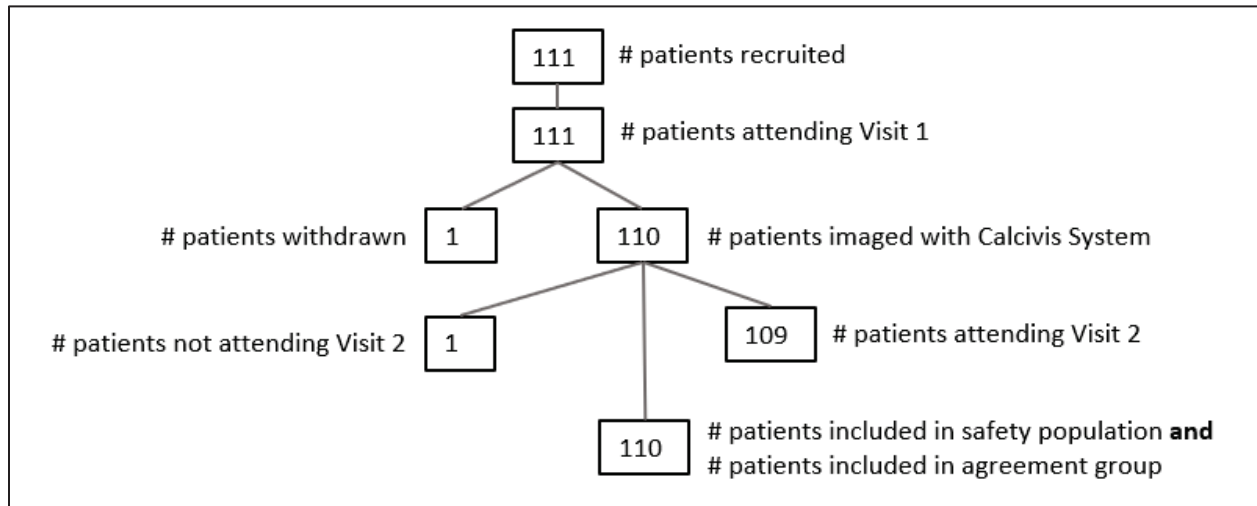 111 # patients recruited
111 # patients attending Visit 1
# patients withdrawn 1 110 # patients imaged with Calcivis System
# patients not attending Visit 2 1 109 # patients attending Visit 2
110 # patients included in safety population and
# patients included in agreement group